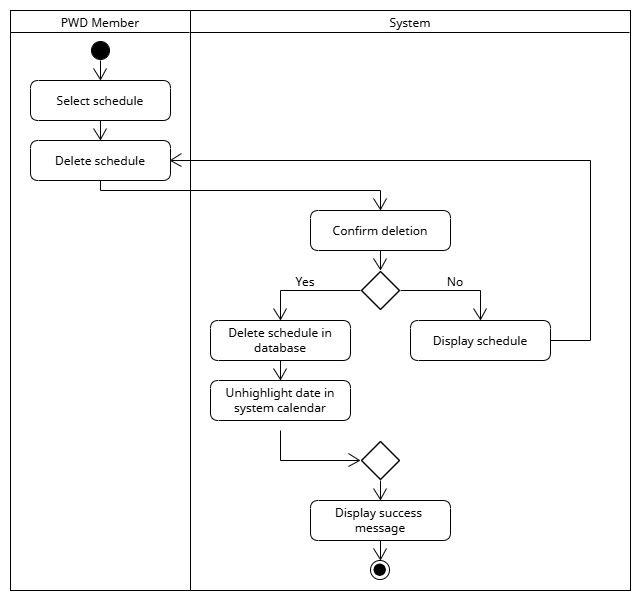 PWD Member
System
Select schedule
Delete schedule
Confirm deletion
Yes
No
Delete schedule in
database
Display schedule
Unhighlight date in
system calendar
Display success
message